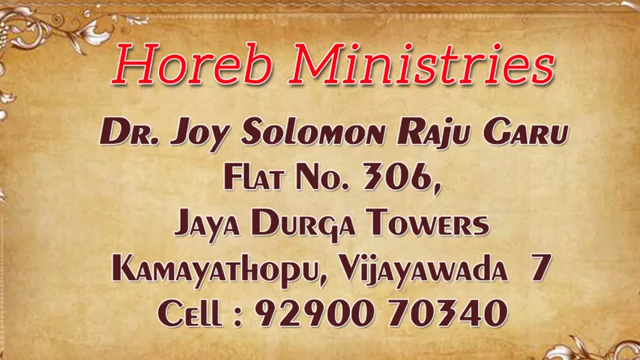 Horeb Ministries
Dr. Joy Solomon Raju Garu
Flat No. 306,
Jaya Durga Towers
Kamayathopu, Vijayawada 7
Cell : 92900 70340